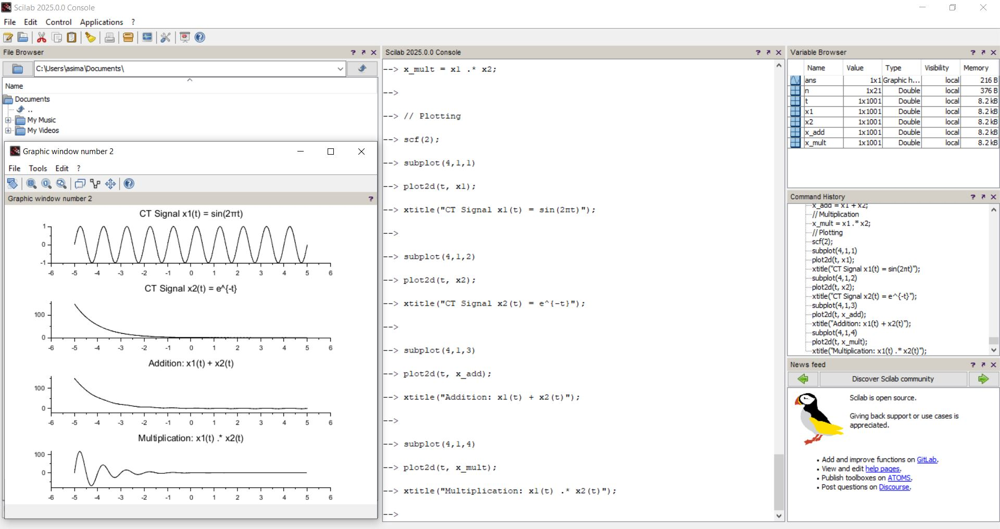 Scilab 2025.0.0 Console
File Edit Control Applications ?
File Browser ? ↗ ✕
C:\Users\asima\Documents\
Name
Documents
..
My Music
My Videos
Graphic window number 2
File Tools Edit ?
Graphic window number 2 ?
CT Signal x1(t) = sin(2πt)
1
0
-1
-6 -5 -4 -3 -2 -1 0 1 2 3 4 5 6
CT Signal x2(t) = e^{-t}
100
0
-6 -5 -4 -3 -2 -1 0 1 2 3 4 5 6
Addition: x1(t) + x2(t)
100
0
-6 -5 -4 -3 -2 -1 0 1 2 3 4 5 6
Multiplication: x1(t) .* x2(t)
100
0
-6 -5 -4 -3 -2 -1 0 1 2 3 4 5 6
Scilab 2025.0.0 Console ? ↗ ✕
--> x_mult = x1 .* x2;
-->
--> // Plotting
--> scf(2);
--> subplot(4,1,1)
--> plot2d(t, x1);
--> xtitle("CT Signal x1(t) = sin(2πt)");
-->
--> subplot(4,1,2)
--> plot2d(t, x2);
--> xtitle("CT Signal x2(t) = e^{-t}");
-->
--> subplot(4,1,3)
--> plot2d(t, x_add);
--> xtitle("Addition: x1(t) + x2(t)");
-->
--> subplot(4,1,4)
--> plot2d(t, x_mult);
--> xtitle("Multiplication: x1(t) .* x2(t)");
-->
Variable Browser ? ↗ ✕
Name Value Type Visibility Memory
ans 1x1 Graphic h... local 216 B
n 1x21 Double local 376 B
t 1x1001 Double local 8.2 kB
x1 1x1001 Double local 8.2 kB
x2 1x1001 Double local 8.2 kB
x_add 1x1001 Double local 8.2 kB
x_mult 1x1001 Double local 8.2 kB
Command History ? ↗ ✕
x_add = x1 + x2;
// Multiplication
x_mult = x1 .* x2;
// Plotting
scf(2);
subplot(4,1,1)
plot2d(t, x1);
xtitle("CT Signal x1(t) = sin(2πt)");
subplot(4,1,2)
plot2d(t, x2);
xtitle("CT Signal x2(t) = e^{-t}");
subplot(4,1,3)
plot2d(t, x_add);
xtitle("Addition: x1(t) + x2(t)");
subplot(4,1,4)
plot2d(t, x_mult);
xtitle("Multiplication: x1(t) .* x2(t)");
News feed ? ↗ ✕
Discover Scilab community
Scilab is open source.
Giving back support or use cases is
appreciated.
• Add and improve functions on GitLab.
• View and edit help pages.
• Publish toolboxes on ATOMS.
• Post questions on Discourse.